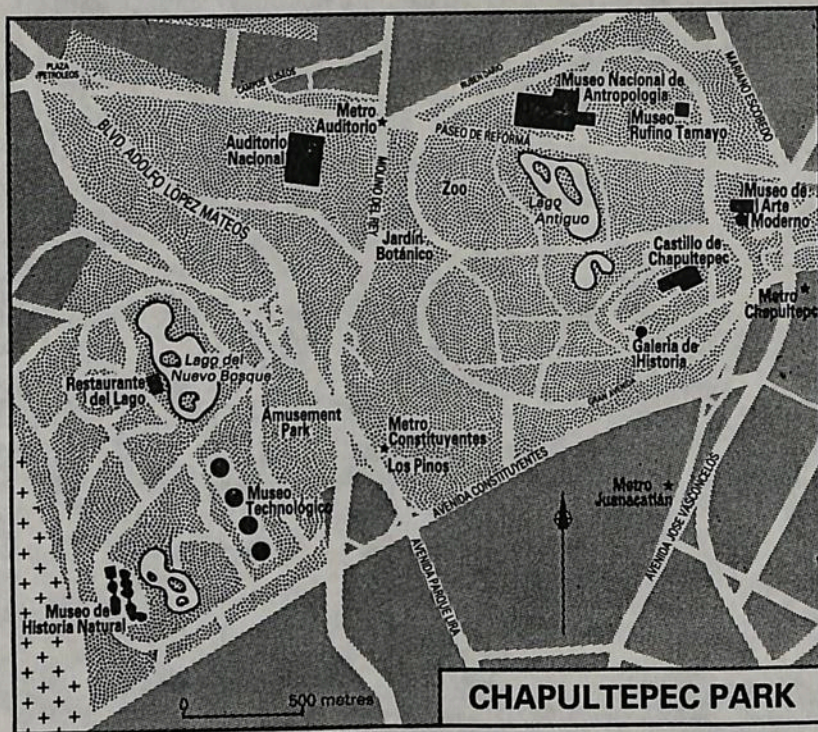 PLAZA
PETROLEOS
CAMPOS ELISEOS
RUBEN DARIO
MARIANO ESCOBEDO
Museo Nacional de
Antropología
Metro
Auditorio
Museo
Rufino Tamayo
Auditorio
Nacional
PASEO DE REFORMA
BLVD. ADOLFO LOPEZ MATEOS
MOLINO DEL REY
Zoo
Lago
Antiguo
Museo de
Arte
Moderno
Jardín
Botánico
Castillo de
Chapultepec
Metro
Chapultepec
Lago del
Nuevo Bosque
Galería de
Historia
Restaurante
del Lago
GRAN AVENIDA
Amusement
Park
Metro
Constituyentes
Los Pinos
AVENIDA CONSTITUYENTES
Museo
Technológico
Metro
Juanacatlán
AVENIDA JOSE VASCONCELOS
AVENIDA PARQUE LIRA
Museo de
Historia Natural
0 500 metres
CHAPULTEPEC PARK